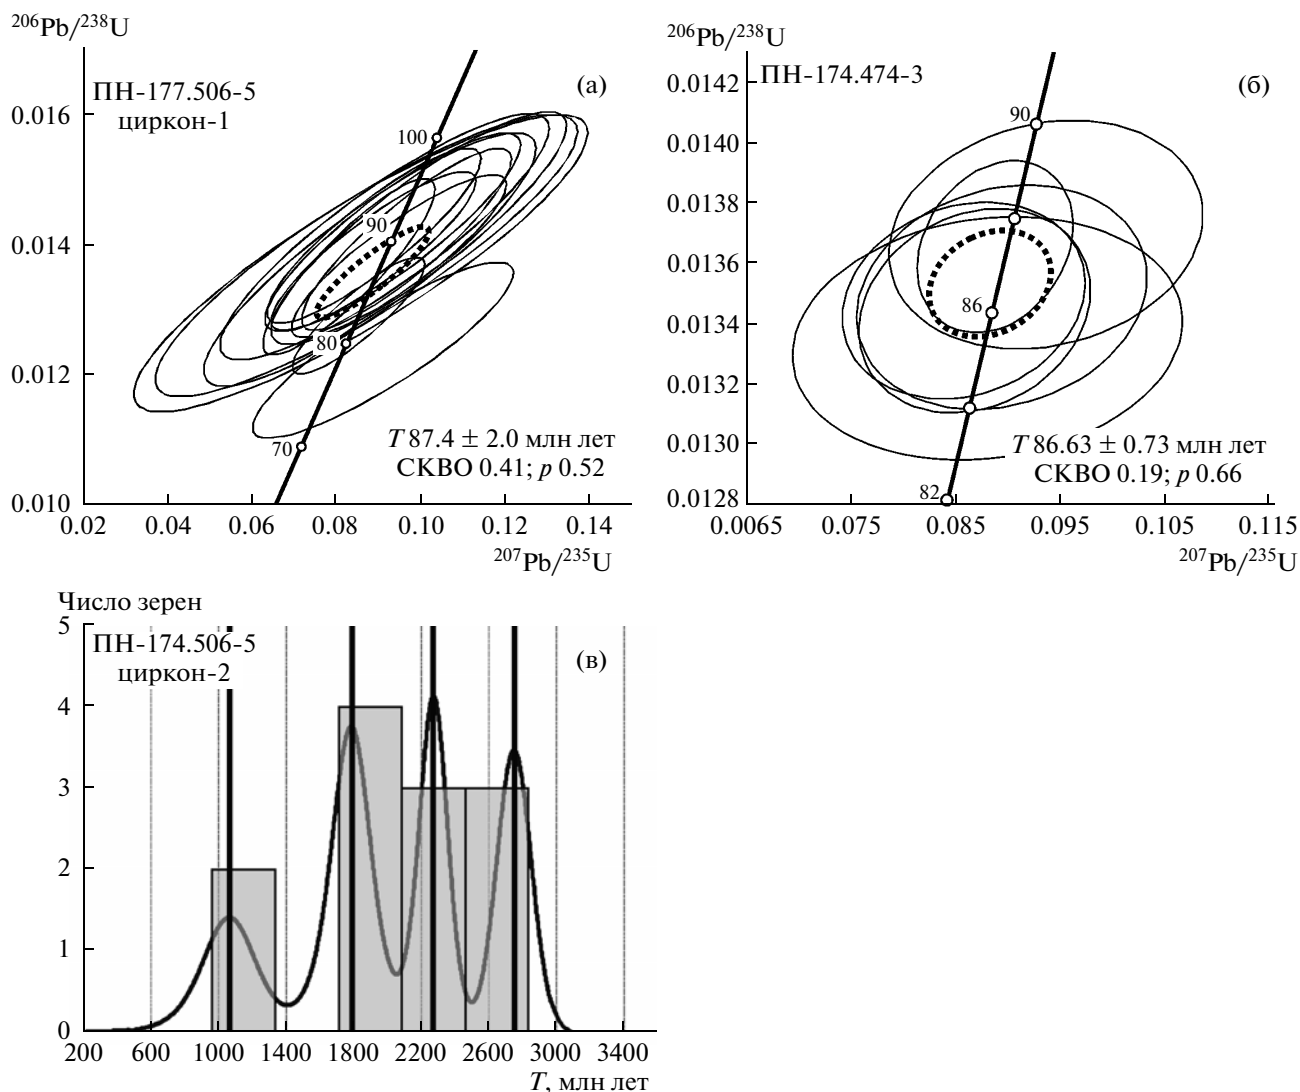 206Pb/238U
ПН-177.506-5
циркон-1
(а)
0.016
0.014
0.012
0.010
100
90
80
70
T 87.4 ± 2.0 млн лет
СКВО 0.41; p 0.52
0.02 0.04 0.06 0.08 0.10 0.12 0.14
207Pb/235U
206Pb/238U
ПН-174.474-3
(б)
0.0142
0.0140
0.0138
0.0136
0.0134
0.0132
0.0130
0.0128
90
86
82
T 86.63 ± 0.73 млн лет
СКВО 0.19; p 0.66
0.0065 0.075 0.085 0.095 0.105 0.115
207Pb/235U
Число зерен
ПН-174.506-5
циркон-2
(в)
5
4
3
2
1
0
200 600 1000 1400 1800 2200 2600 3000 3400
T, млн лет